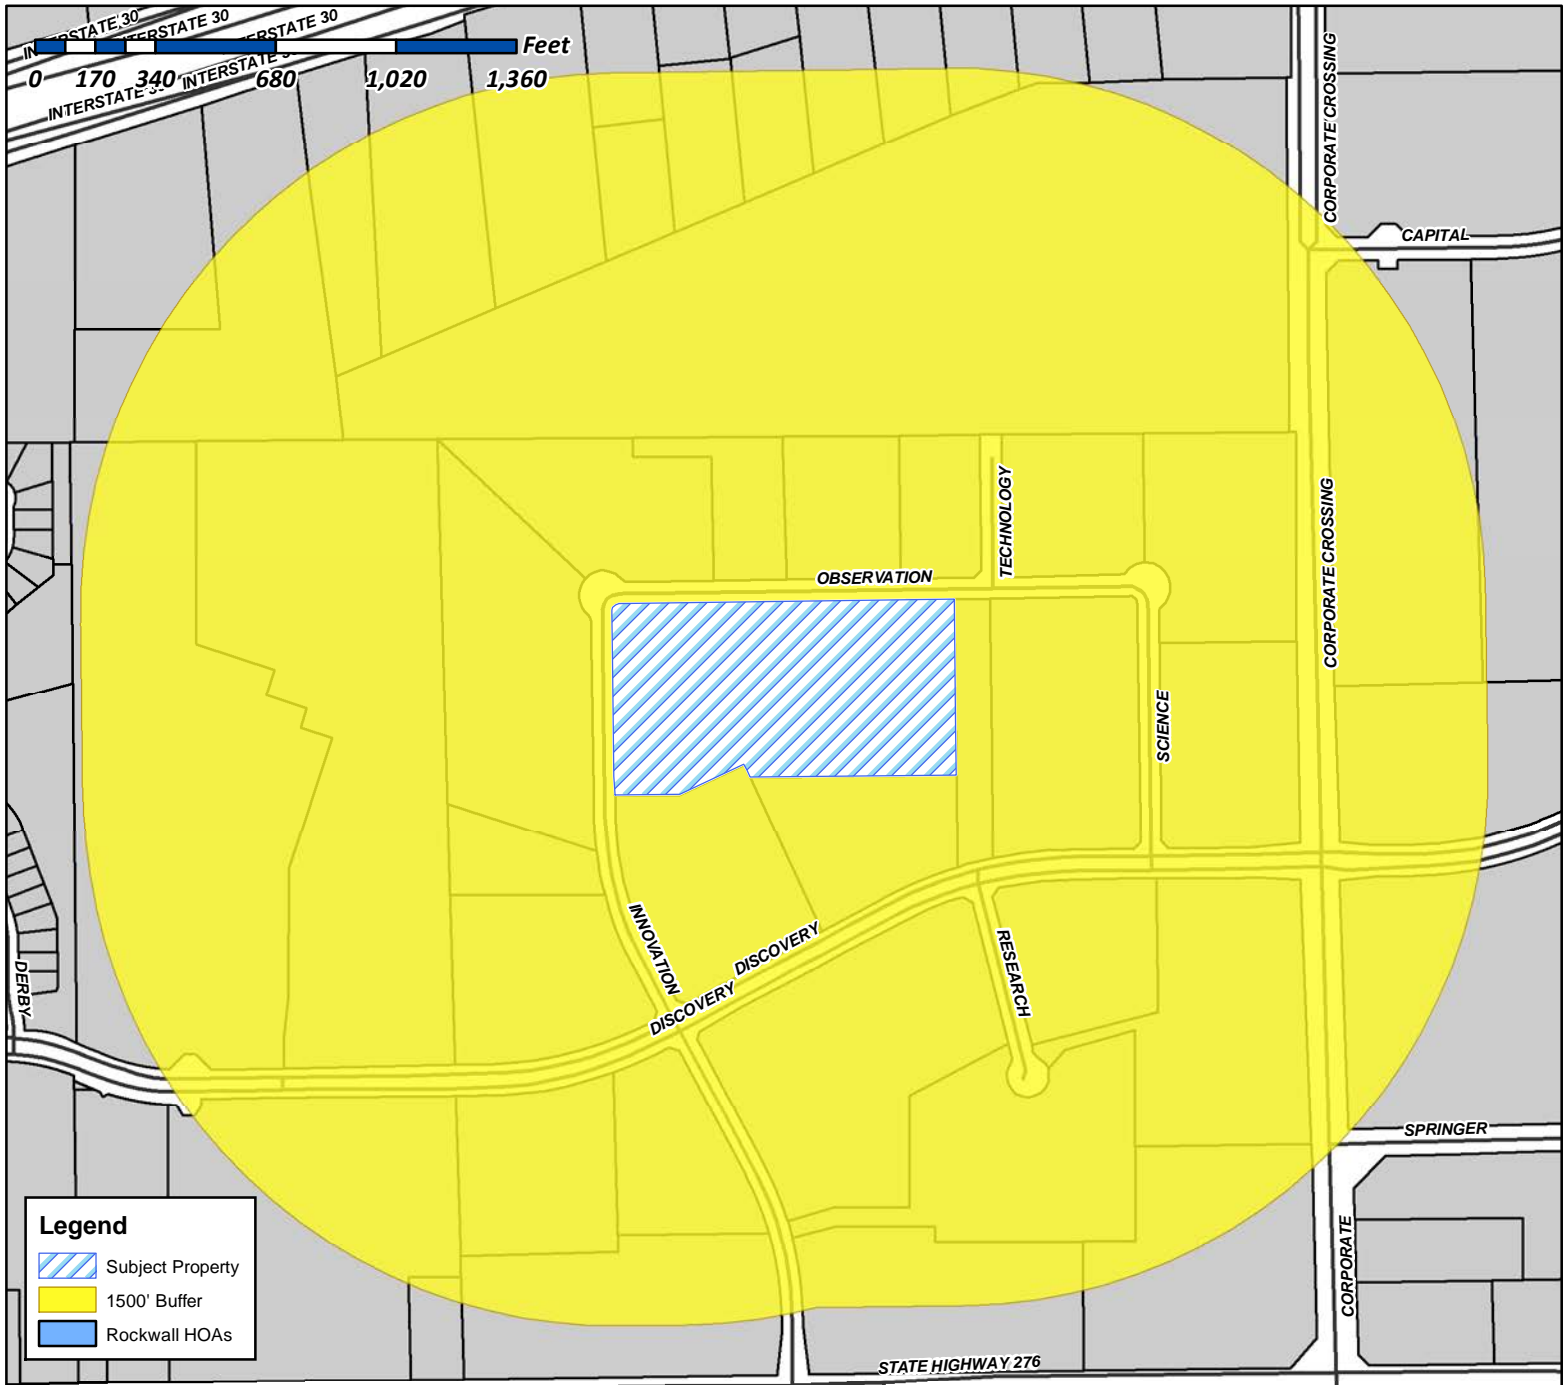 INTERSTATE 30
INTERSTATE 30
INTERSTATE 30
INTERSTATE 30
INTERSTATE 30
Feet
0 170 340 680 1,020 1,360
CORPORATE CROSSING
CAPITAL
TECHNOLOGY
CORPORATE CROSSING
OBSERVATION
SCIENCE
INNOVATION
DISCOVERY
RESEARCH
DISCOVERY
DERBY
SPRINGER
CORPORATE
STATE HIGHWAY 276
Legend
Subject Property
1500' Buffer
Rockwall HOAs